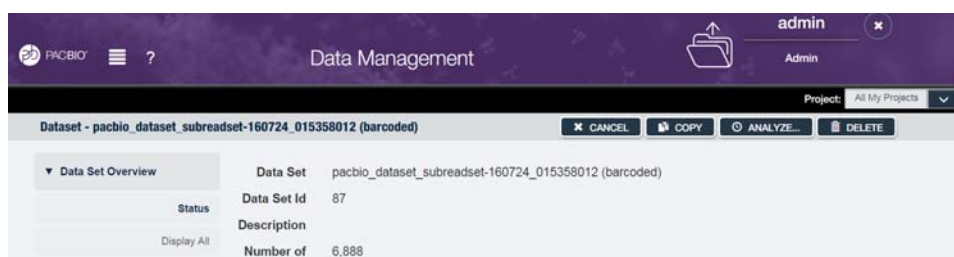 admin
PACBIO ? Data Management Admin
Project: All My Projects
Dataset - pacbio_dataset_subreadset-160724_015358012 (barcoded) CANCEL COPY ANALYZE... DELETE
Data Set Overview Data Set pacbio_dataset_subreadset-160724_015358012 (barcoded)
Status Data Set Id 87
Description
Display All Number of 6,888